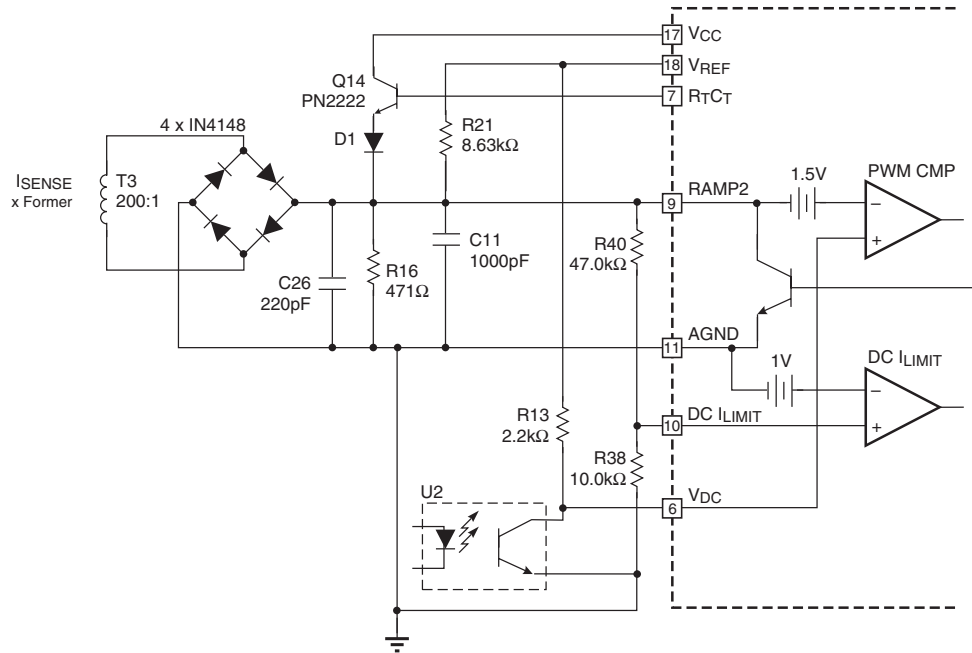 17 VCC
18 VREF
7 RTCT
Q14
PN2222
4 x IN4148
D1
R21
8.63kΩ
ISENSE
x Former
T3
200:1
9 RAMP2
1.5V
PWM CMP
−
+
C26
220pF
R16
471Ω
C11
1000pF
R40
47.0kΩ
11 AGND
1V
DC ILIMIT
−
+
R13
2.2kΩ
10 DC ILIMIT
R38
10.0kΩ
U2
6 VDC